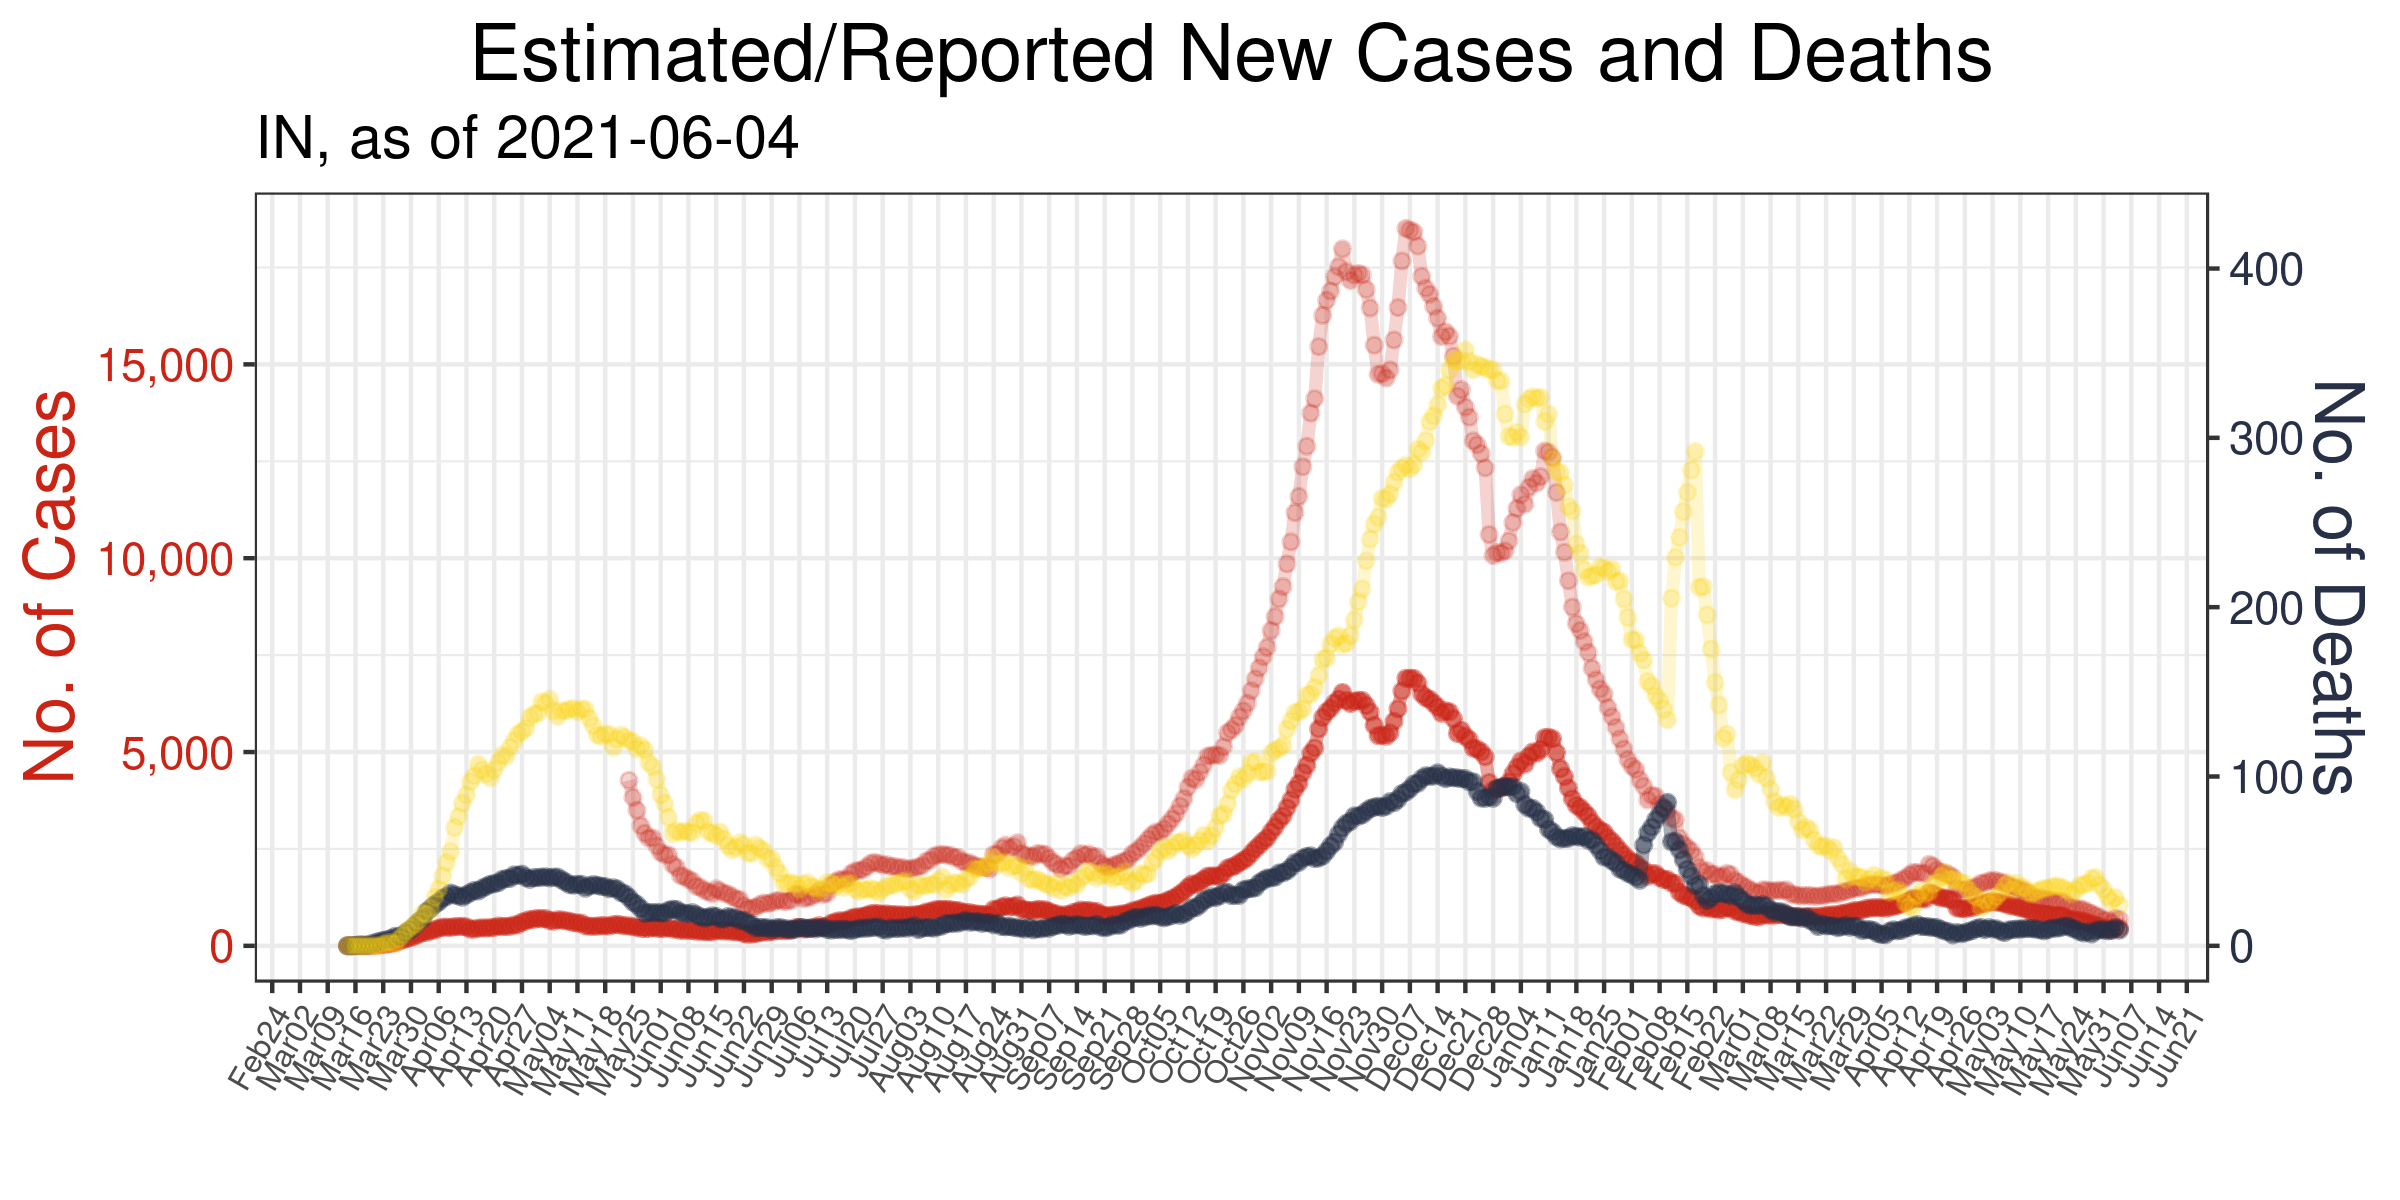 Estimated/Reported New Cases and Deaths
IN, as of 2021-06-04
No. of Cases
15,000
10,000
5,000
0
400
300
200
100
0
No. of Deaths
Feb24
Mar02
Mar09
Mar16
Mar23
Mar30
Apr06
Apr13
Apr20
Apr27
May04
May11
May18
May25
Jun01
Jun08
Jun15
Jun22
Jun29
Jul06
Jul13
Jul20
Jul27
Aug03
Aug10
Aug17
Aug24
Aug31
Sep07
Sep14
Sep21
Sep28
Oct05
Oct12
Oct19
Oct26
Nov02
Nov09
Nov16
Nov23
Nov30
Dec07
Dec14
Dec21
Dec28
Jan04
Jan11
Jan18
Jan25
Feb01
Feb08
Feb15
Feb22
Mar01
Mar08
Mar15
Mar22
Mar29
Apr05
Apr12
Apr19
Apr26
May03
May10
May17
May24
May31
Jun07
Jun14
Jun21